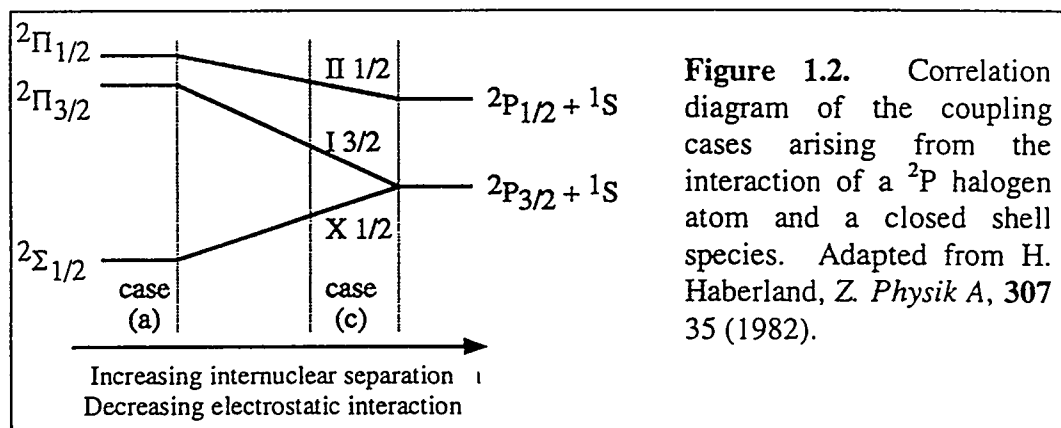 ²Π₁/₂
²Π₃/₂
²Σ₁/₂
II 1/2
I 3/2
X 1/2
²P₁/₂ + ¹S
²P₃/₂ + ¹S
case
(a)
case
(c)
Increasing internuclear separation
Decreasing electrostatic interaction
Figure 1.2. Correlation
diagram of the coupling
cases arising from the
interaction of a ²P halogen
atom and a closed shell
species. Adapted from H.
Haberland, Z. Physik A, 307
35 (1982).